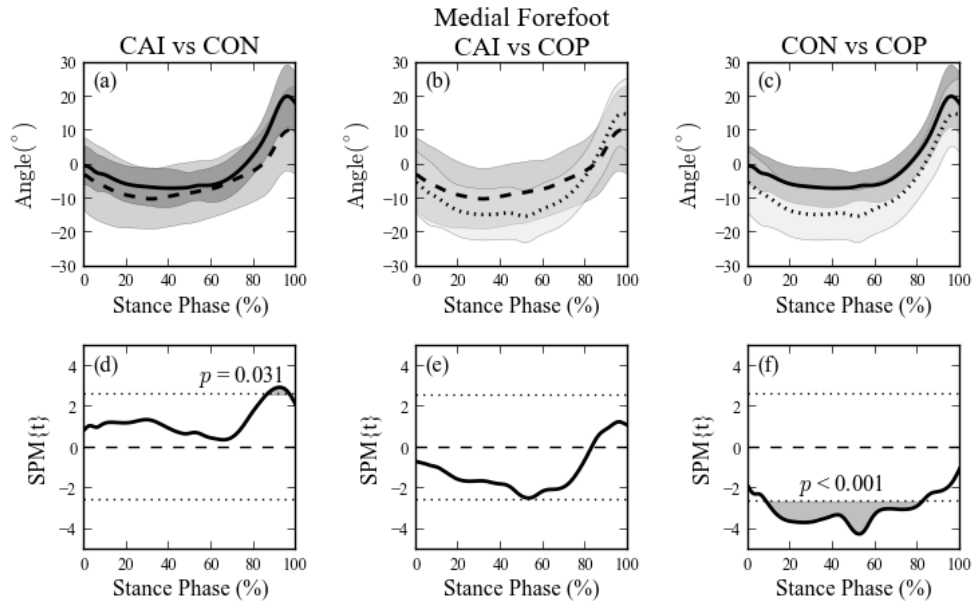 Medial Forefoot
CAI vs CON
CAI vs COP
CON vs COP
(a)
30
20
10
0
−10
−20
−30
Angle(°)
0 20 40 60 80 100
Stance Phase (%)
(b)
30
20
10
0
−10
−20
−30
Angle(°)
0 20 40 60 80 100
Stance Phase (%)
(c)
30
20
10
0
−10
−20
−30
Angle(°)
0 20 40 60 80 100
Stance Phase (%)
(d)
p = 0.031
4
2
0
−2
−4
SPM{t}
0 20 40 60 80 100
Stance Phase (%)
(e)
4
2
0
−2
−4
SPM{t}
0 20 40 60 80 100
Stance Phase (%)
(f)
p < 0.001
4
2
0
−2
−4
SPM{t}
0 20 40 60 80 100
Stance Phase (%)